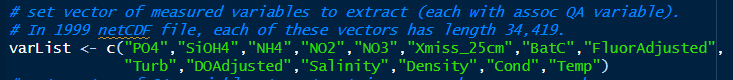 # set vector of measured variables to extract (each with assoc QA variable).
# In 1999 netCDF file, each of these vectors has length 34,419.
varList <- c("PO4","SiOH4","NH4","NO2","NO3","Xmiss_25cm","BatC","FluorAdjusted",
"Turb","DOAdjusted","Salinity","Density","Cond","Temp")